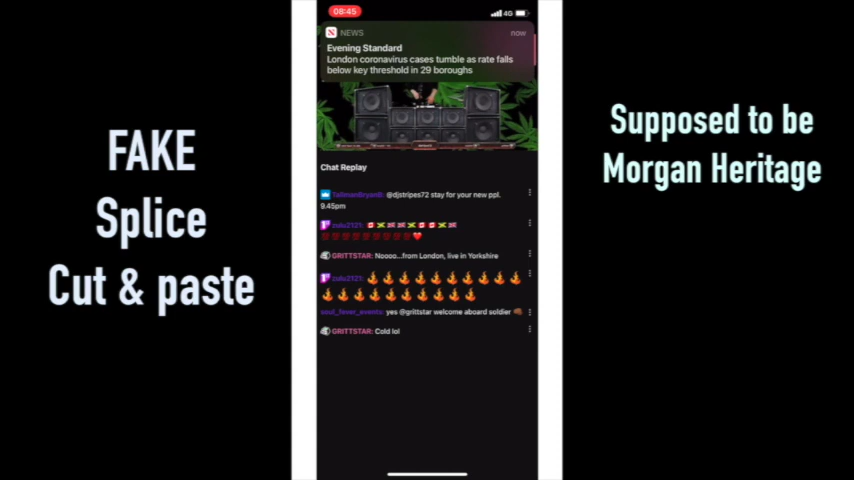 FAKE
Splice
Cut & paste
08:45
4G
NEWS
now
Evening Standard
London coronavirus cases tumble as rate falls
below key threshold in 29 boroughs
Chat Replay
TallmanBryanB: @djstripes72 stay for your new ppl.
9.45pm
zulu2121:
GRITTSTAR: Noooo...from London, live in Yorkshire
zulu2121:
soul_fever_events: yes @grittstar welcome aboard soldier
GRITTSTAR: Cold lol
Supposed to be
Morgan Heritage